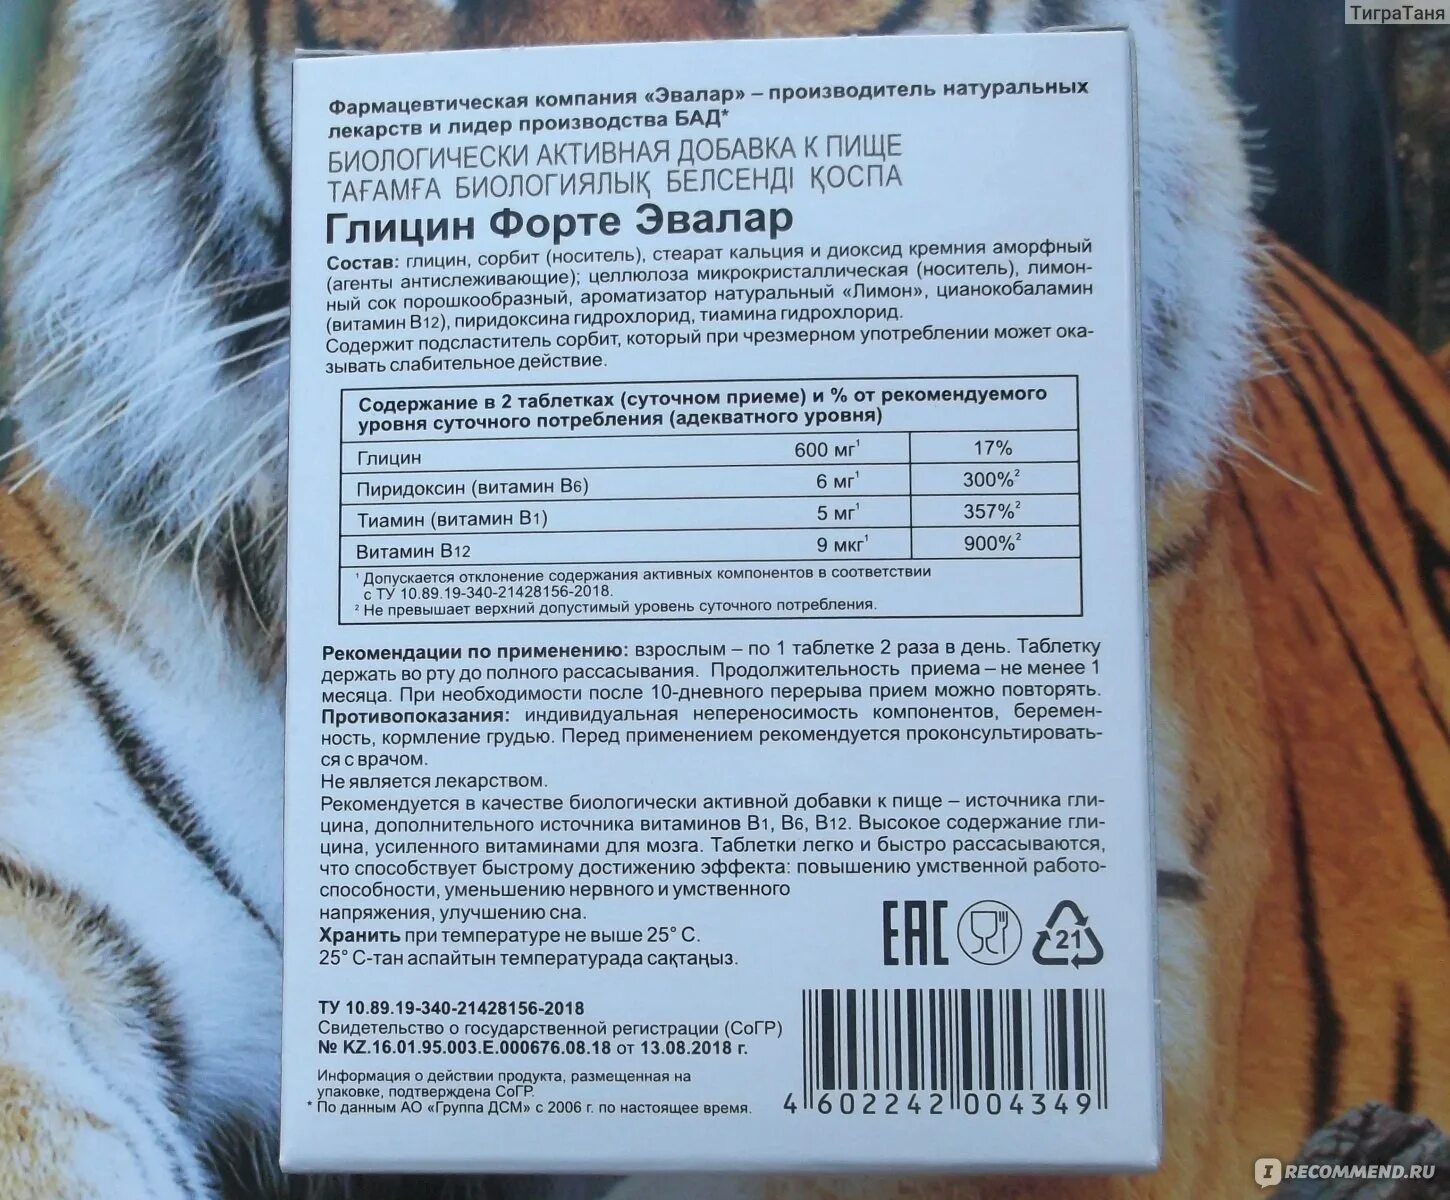 ТиграТаня
Фармацевтическая компания «Эвалар» – производитель натуральных
лекарств и лидер производства БАД*
БИОЛОГИЧЕСКИ АКТИВНАЯ ДОБАВКА К ПИЩЕ
ТАҒАМҒА БИОЛОГИЯЛЫҚ БЕЛСЕНДІ ҚОСПА
Глицин Форте Эвалар
Состав: глицин, сорбит (носитель), стеарат кальция и диоксид кремния аморфный
(агенты антислеживающие); целлюлоза микрокристаллическая (носитель), лимон-
ный сок порошкообразный, ароматизатор натуральный «Лимон», цианокобаламин
(витамин В12), пиридоксина гидрохлорид, тиамина гидрохлорид.
Содержит подсластитель сорбит, который при чрезмерном употреблении может ока-
зывать слабительное действие.
Содержание в 2 таблетках (суточном приеме) и % от рекомендуемого
уровня суточного потребления (адекватного уровня)
Глицин 600 мг¹ 17%
Пиридоксин (витамин В6) 6 мг¹ 300%²
Тиамин (витамин В1) 5 мг¹ 357%²
Витамин В12 9 мкг¹ 900%²
¹ Допускается отклонение содержания активных компонентов в соответствии
с ТУ 10.89.19-340-21428156-2018.
² Не превышает верхний допустимый уровень суточного потребления.
Рекомендации по применению: взрослым – по 1 таблетке 2 раза в день. Таблетку
держать во рту до полного рассасывания. Продолжительность приема – не менее 1
месяца. При необходимости после 10-дневного перерыва прием можно повторять.
Противопоказания: индивидуальная непереносимость компонентов, беремен-
ность, кормление грудью. Перед применением рекомендуется проконсультировать-
ся с врачом.
Не является лекарством.
Рекомендуется в качестве биологически активной добавки к пище – источника гли-
цина, дополнительного источника витаминов В1, В6, В12. Высокое содержание гли-
цина, усиленного витаминами для мозга. Таблетки легко и быстро рассасываются,
что способствует быстрому достижению эффекта: повышению умственной работо-
способности, уменьшению нервного и умственного
напряжения, улучшению сна.
Хранить при температуре не выше 25° С.
25° С-тан аспайтын температурада сақтаңыз.
EAC
21
ТУ 10.89.19-340-21428156-2018
Свидетельство о государственной регистрации (СоГР)
№ KZ.16.01.95.003.Е.000676.08.18 от 13.08.2018 г.
Информация о действии продукта, размещенная на
упаковке, подтверждена СоГР.
* По данным АО «Группа ДСМ» с 2006 г. по настоящее время.
4 602242 004349
I RECOMMEND.RU